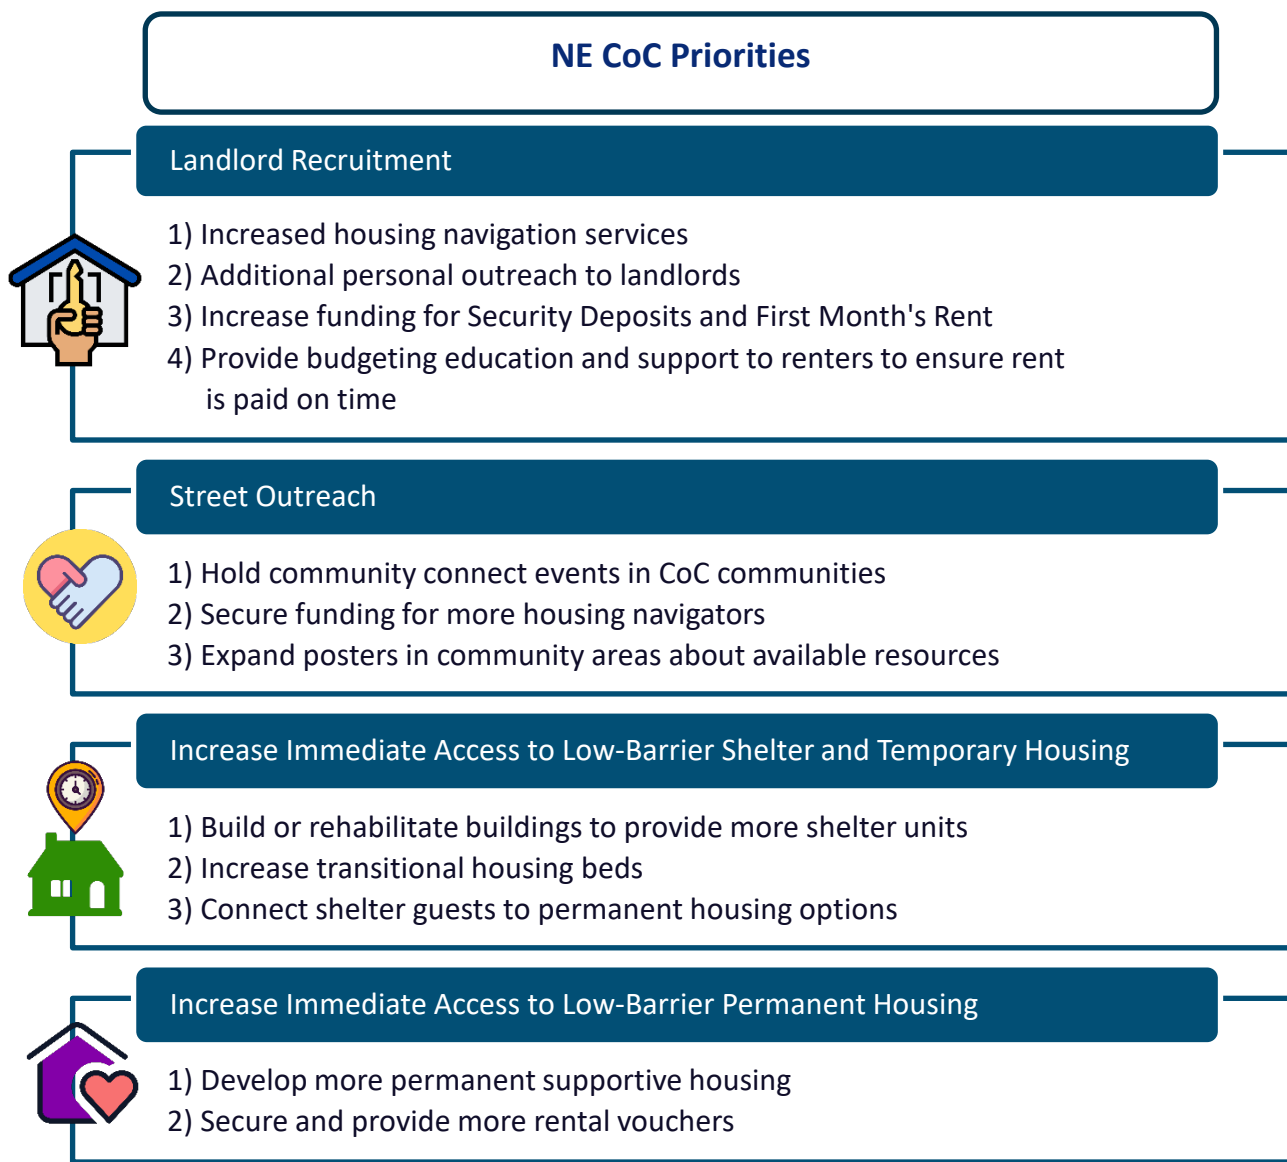 NE CoC Priorities
Landlord Recruitment
1) Increased housing navigation services
2) Additional personal outreach to landlords
3) Increase funding for Security Deposits and First Month's Rent
4) Provide budgeting education and support to renters to ensure rent
is paid on time
Street Outreach
1) Hold community connect events in CoC communities
2) Secure funding for more housing navigators
3) Expand posters in community areas about available resources
Increase Immediate Access to Low-Barrier Shelter and Temporary Housing
1) Build or rehabilitate buildings to provide more shelter units
2) Increase transitional housing beds
3) Connect shelter guests to permanent housing options
Increase Immediate Access to Low-Barrier Permanent Housing
1) Develop more permanent supportive housing
2) Secure and provide more rental vouchers